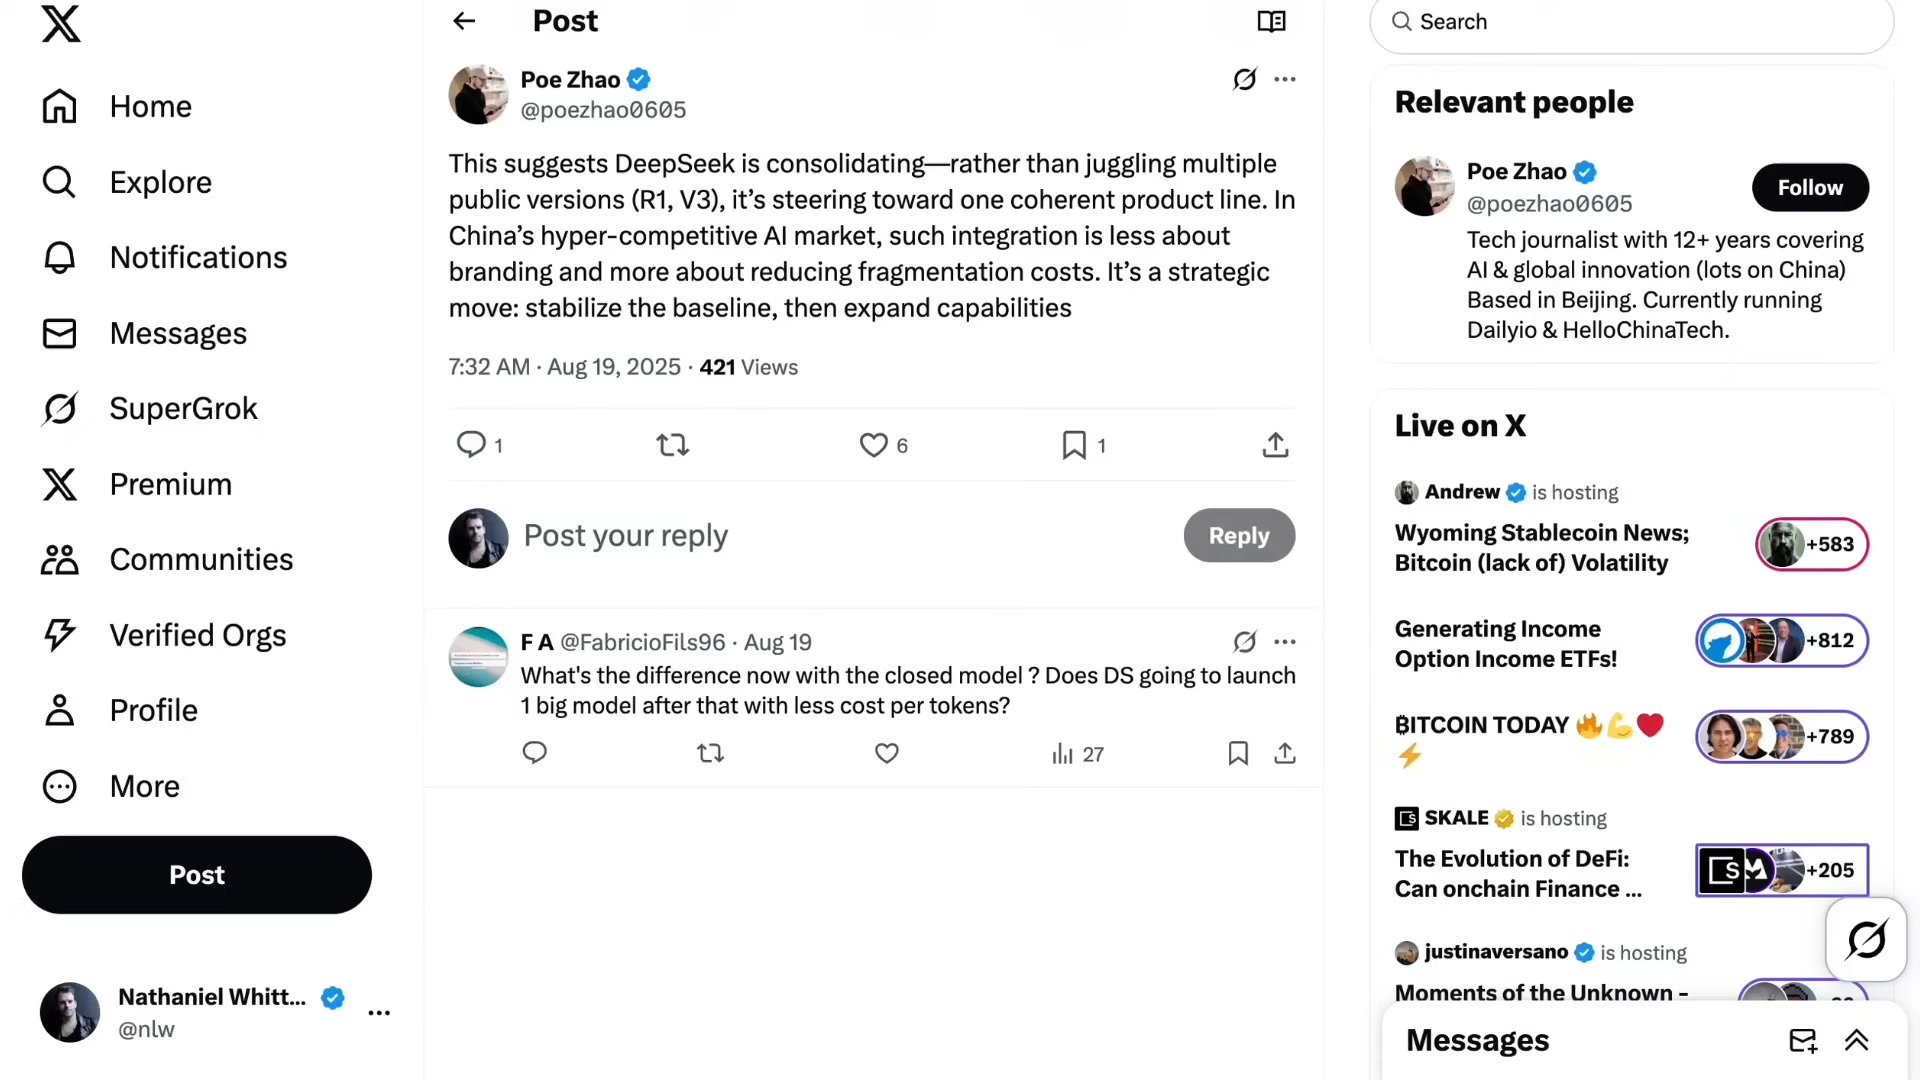 Home
Explore
Notifications
Messages
SuperGrok
Premium
Communities
Verified Orgs
Profile
More
Post
Nathaniel Whitt...
@nlw
Post
Poe Zhao
@poezhao0605
This suggests DeepSeek is consolidating—rather than juggling multiple
public versions (R1, V3), it’s steering toward one coherent product line. In
China’s hyper-competitive AI market, such integration is less about
branding and more about reducing fragmentation costs. It’s a strategic
move: stabilize the baseline, then expand capabilities
7:32 AM · Aug 19, 2025 · 421 Views
1 6 1
Post your reply
Reply
F A @FabricioFils96 · Aug 19
What's the difference now with the closed model ? Does DS going to launch
1 big model after that with less cost per tokens?
27
Search
Relevant people
Poe Zhao
@poezhao0605
Follow
Tech journalist with 12+ years covering
AI & global innovation (lots on China)
Based in Beijing. Currently running
Dailyio & HelloChinaTech.
Live on X
Andrew is hosting
Wyoming Stablecoin News;
Bitcoin (lack of) Volatility
+583
Generating Income
Option Income ETFs!
+812
₿ITCOIN TODAY 🔥💪❤️
⚡
+789
SKALE is hosting
The Evolution of DeFi:
Can onchain Finance ...
+205
justinaversano is hosting
Moments of the Unknown -
Messages